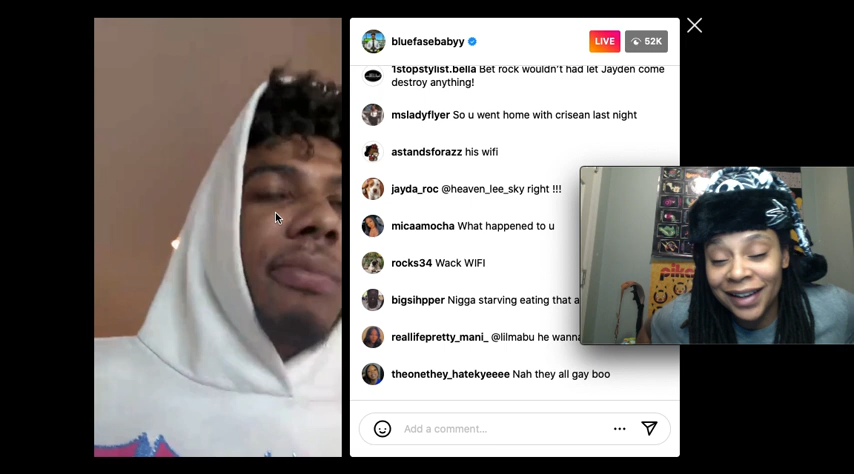 bluefasebabyy
LIVE
52K
1stopstylist.bella Bet rock wouldn't had let Jayden come
destroy anything!
msladyflyer So u went home with crisean last night
astandsforazz his wifi
jayda_roc @heaven_lee_sky right !!!
micaamocha What happened to u
rocks34 Wack WIFI
bigsihpper Nigga starving eating that a
reallifepretty_mani_ @lilmabu he wanna
theonethey_hatekyeeee Nah they all gay boo
Add a comment...